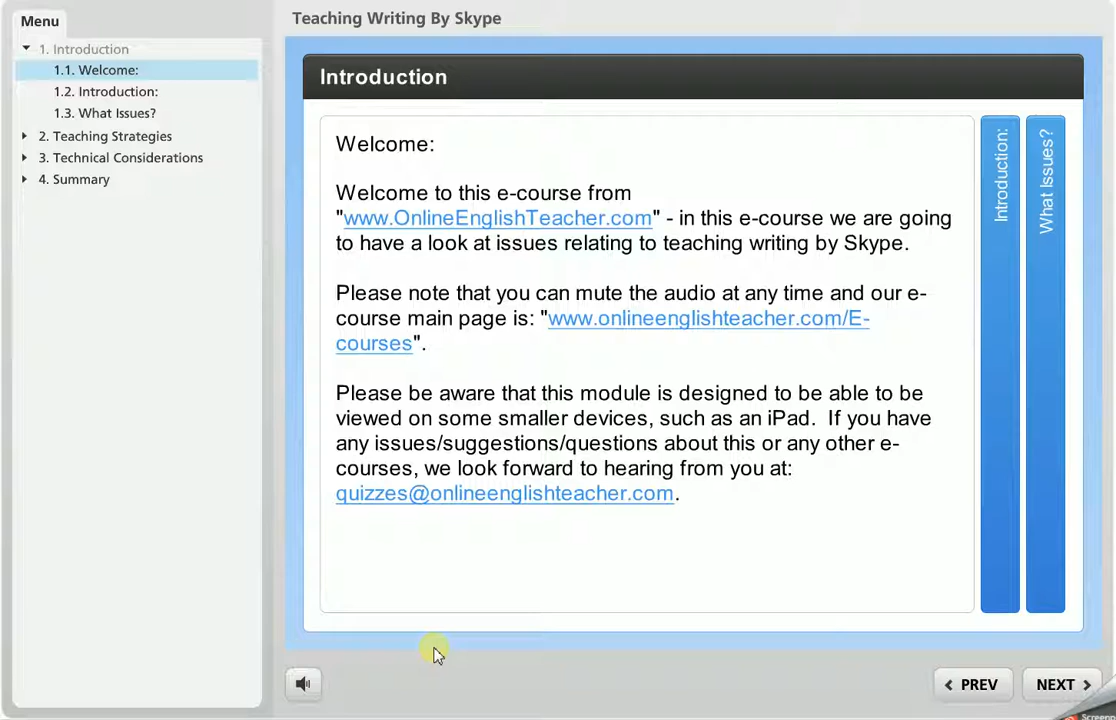 Menu
1. Introduction
1.1. Welcome:
1.2. Introduction:
1.3. What Issues?
2. Teaching Strategies
3. Technical Considerations
4. Summary
Teaching Writing By Skype
Introduction
Welcome:
Welcome to this e-course from
"www.OnlineEnglishTeacher.com" - in this e-course we are going
to have a look at issues relating to teaching writing by Skype.
Please note that you can mute the audio at any time and our e-
course main page is: "www.onlineenglishteacher.com/E-
courses".
Please be aware that this module is designed to be able to be
viewed on some smaller devices, such as an iPad. If you have
any issues/suggestions/questions about this or any other e-
courses, we look forward to hearing from you at:
quizzes@onlineenglishteacher.com.
Introduction:
What Issues?
PREV
NEXT